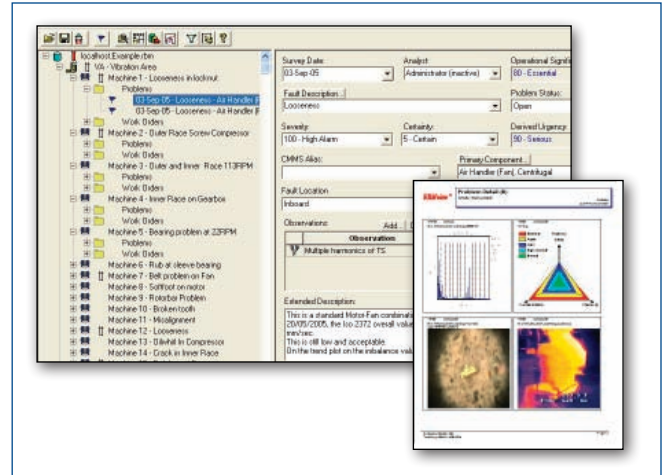 localhost.Example.rbm
VA - Vibration Area
Machine 1 - Looseness in locknut
Problems
03-Sep-05 - Looseness - Air Handler (F
03-Sep-05 - Looseness - Air Handler (F
Work Orders
Machine 2 - Outer Race Screw Compressor
Problems
Work Orders
Machine 3 - Outer and Inner Race 113RPM
Problems
Work Orders
Machine 4 - Inner Race on Gearbox
Problems
Work Orders
Machine 5 - Bearing problem at 22RPM
Problems
Work Orders
Machine 6 - Rub at sleeve bearing
Machine 7 - Belt problem on Fan
Machine 8 - Softfoot on motor
Machine 9 - Rotorbar Problem
Machine 10 - Broken tooth
Machine 11 - Misalignment
Machine 12 - Looseness
Machine 13 - Oilwhirl In Compressor
Machine 14 - Crack in Inner Race
Survey Date:
Analyst:
Operational Signifi
03-Sep-05
Administrator (inactive)
80 - Essential
Fault Description ...
Problem Status:
Looseness
Open
Severity:
Certainty:
Derived Urgency:
100 - High Alarm
5 - Certain
90 - Serious
CMMS Alias:
Primary Component ...
Air Handler (Fan), Centrifugal
Fault Location
Inboard
Observations:
Add...
Observation
Multiple harmonics of TS
Extended Description:
This is a standard Motor-Fan combinati
20/05/2005, the Iso 2372 overall value
mm/sec.
This is still low and acceptable.
On the trend plot on the imbalance valu
Problem Detail